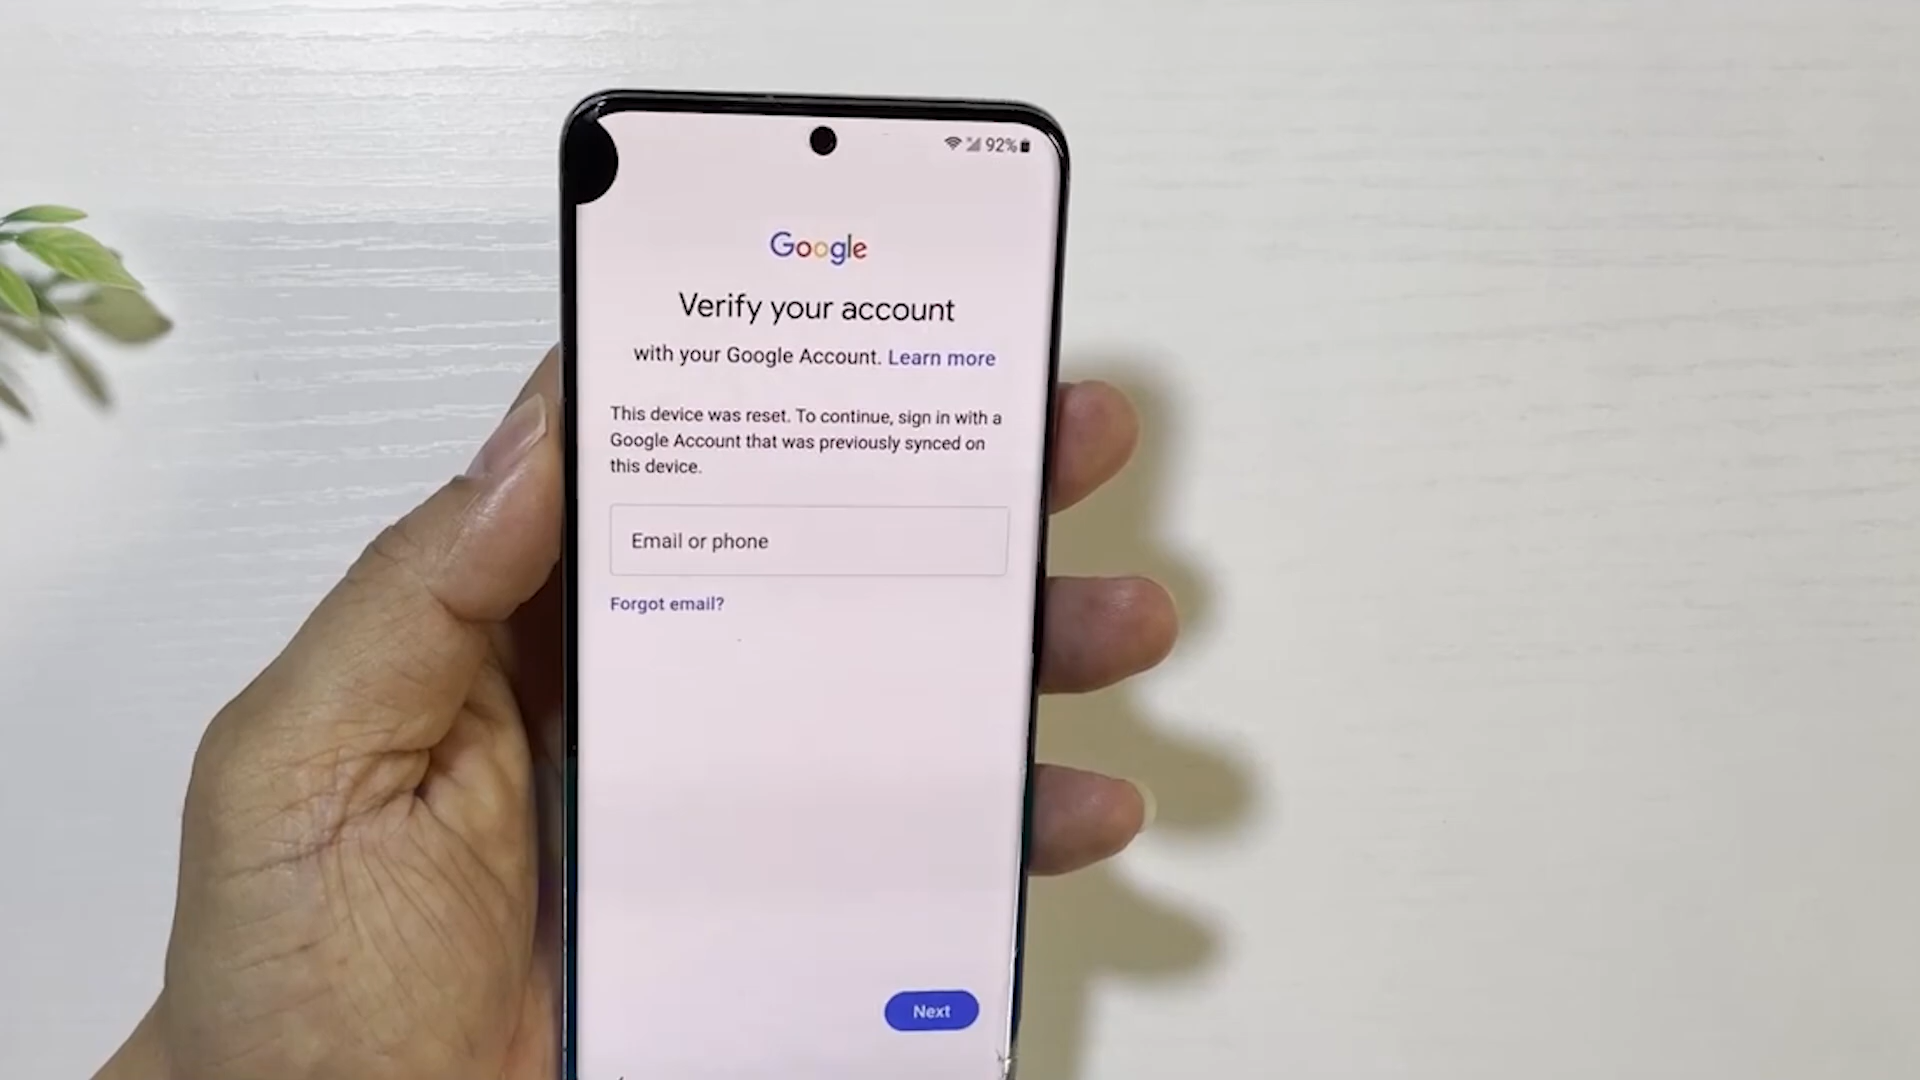 92%
Google
Verify your account
with your Google Account. Learn more
This device was reset. To continue, sign in with a
Google Account that was previously synced on
this device.
Email or phone
Forgot email?
Next